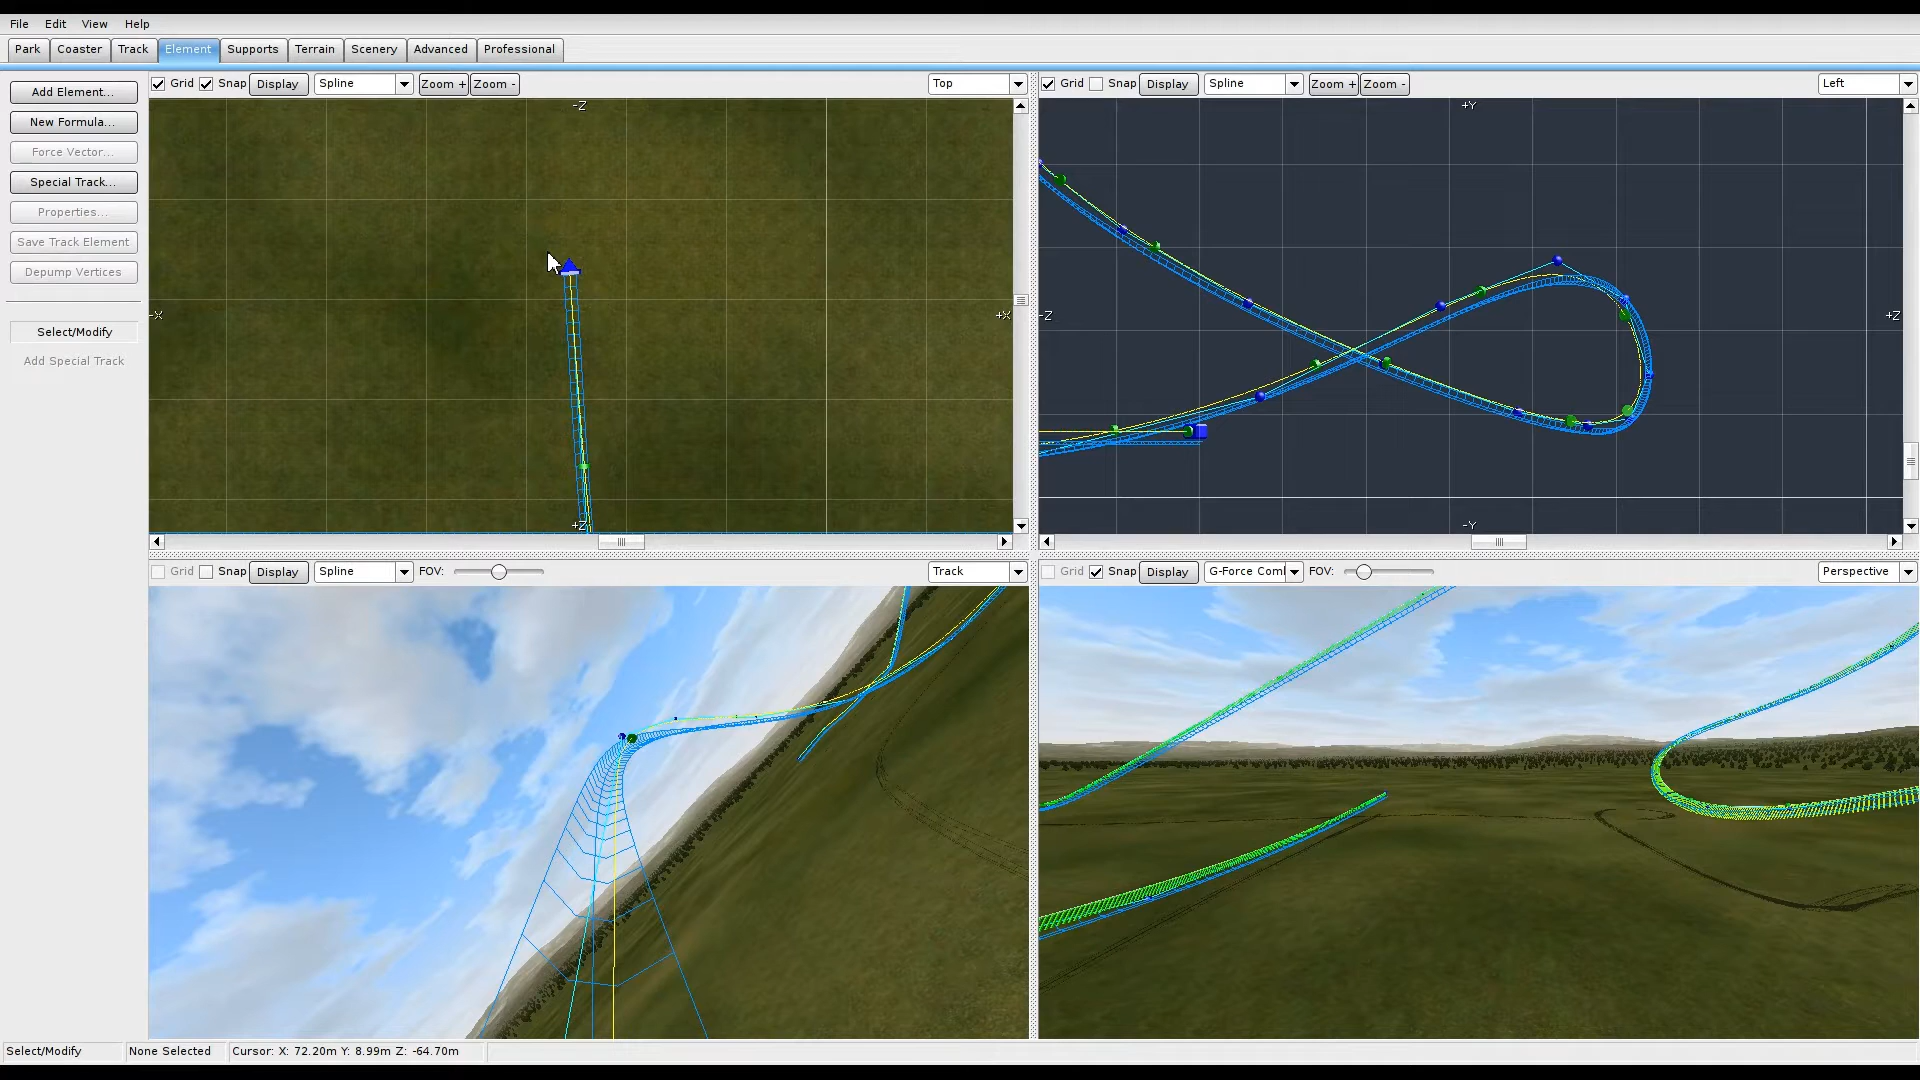 File Edit View Help
Park Coaster Track Element Supports Terrain Scenery Advanced Professional
Add Element...
New Formula...
Force Vector...
Special Track...
Properties...
Save Track Element
Depump Vertices
Select/Modify
Add Special Track
Grid Snap Display Spline Zoom + Zoom - Top
-Z
-X
+X
+Z
Grid Snap Display Spline Zoom + Zoom - Left
+Y
-Z
+Z
-Y
Grid Snap Display Spline FOV: Track
Grid Snap Display G-Force Coml FOV: Perspective
Select/Modify None Selected Cursor: X: 72.20m Y: 8.99m Z: -64.70m